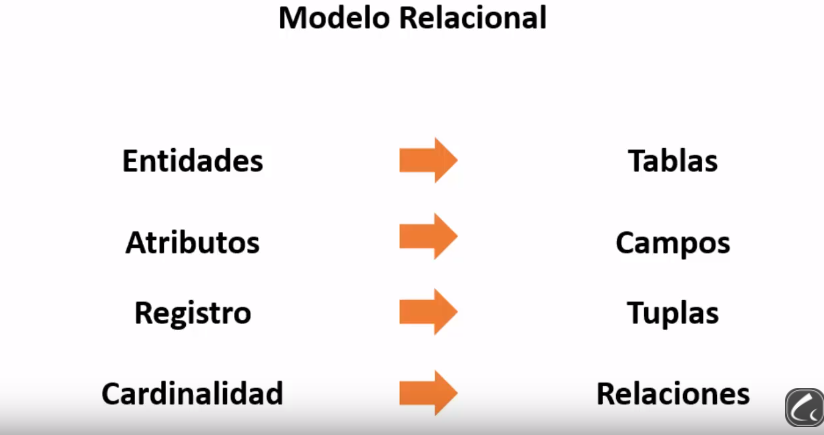 Modelo Relacional
Entidades Tablas
Atributos Campos
Registro Tuplas
Cardinalidad Relaciones